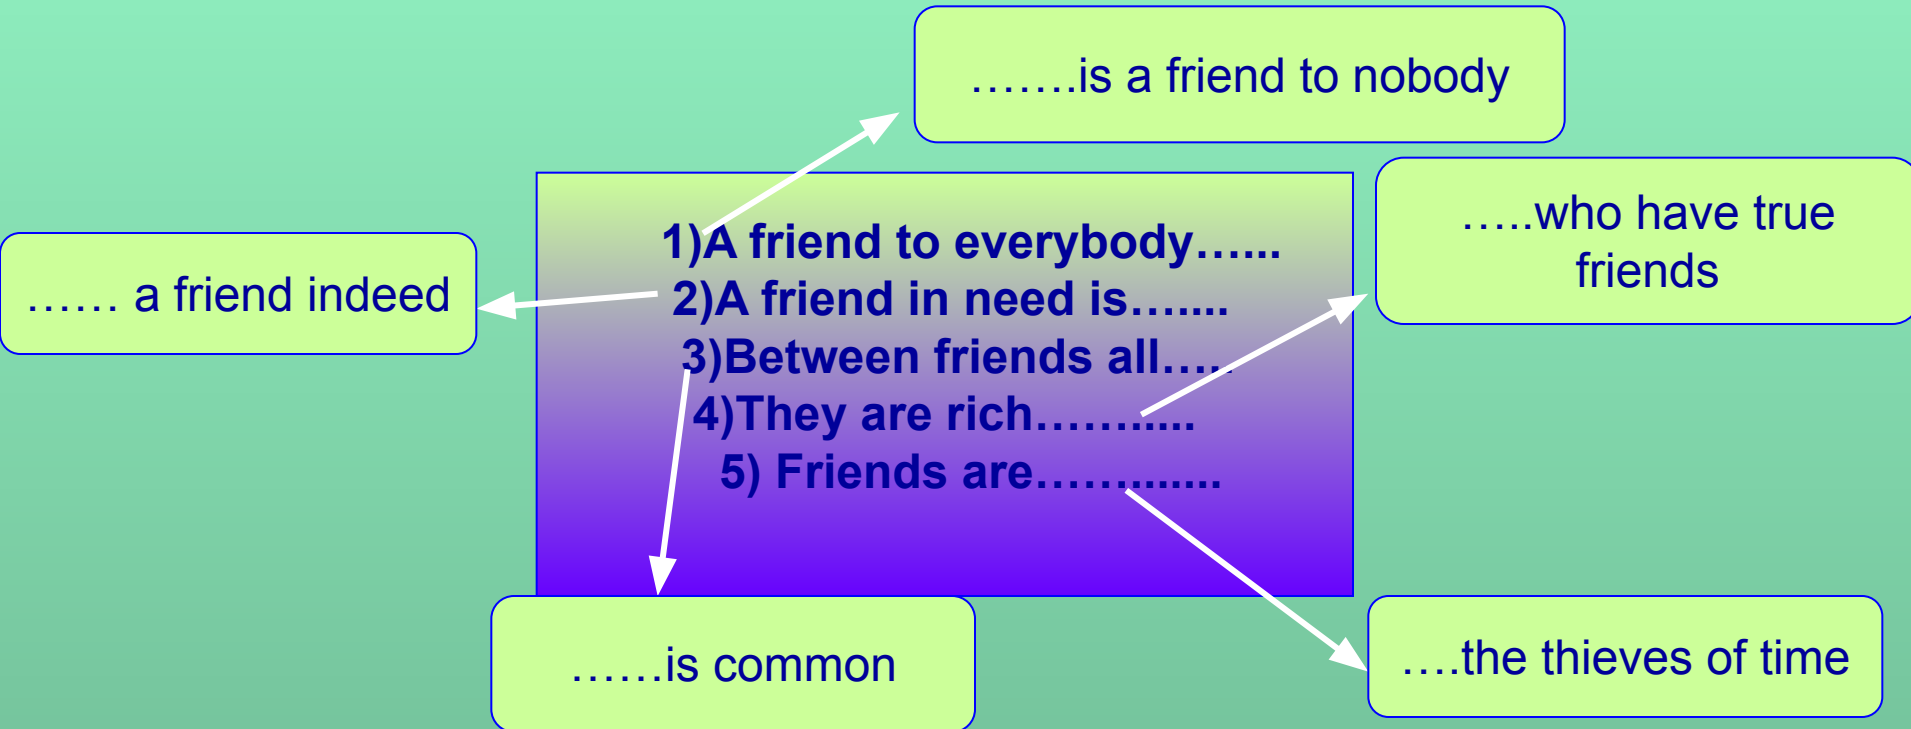 …….is a friend to nobody
…..who have true
friends
…… a friend indeed
1)A friend to everybody…...
2)A friend in need is…....
3)Between friends all…..
4)They are rich…….....
5) Friends are…….......
……is common
….the thieves of time